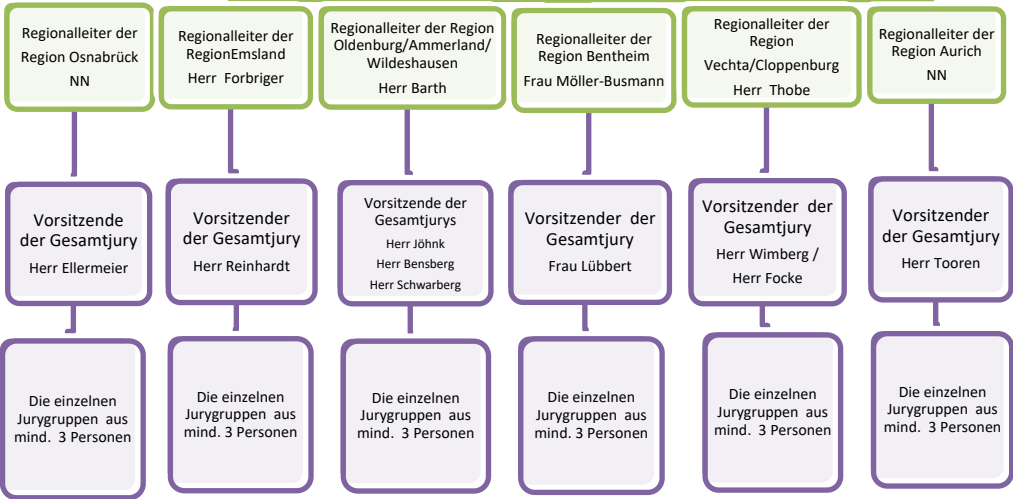 Regionalleiter der
Region Osnabrück
NN
Regionalleiter der
RegionEmsland
Herr Forbriger
Regionalleiter der Region
Oldenburg/Ammerland/
Wildeshausen
Herr Barth
Regionalleiter der
Region Bentheim
Frau Möller-Busmann
Regionalleiter der
Region
Vechta/Cloppenburg
Herr Thobe
Regionalleiter der
Region Aurich
NN
Vorsitzende
der Gesamtjury
Herr Ellermeier
Vorsitzender
der Gesamtjury
Herr Reinhardt
Vorsitzende der
Gesamtjurys
Herr Jöhnk
Herr Bensberg
Herr Schwarberg
Vorsitzender der
Gesamtjury
Frau Lübbert
Vorsitzender der
Gesamtjury
Herr Wimberg /
Herr Focke
Vorsitzender
der Gesamtjury
Herr Tooren
Die einzelnen
Jurygruppen aus
mind. 3 Personen
Die einzelnen
Jurygruppen aus
mind. 3 Personen
Die einzelnen
Jurygruppen aus
mind. 3 Personen
Die einzelnen
Jurygruppen aus
mind. 3 Personen
Die einzelnen
Jurygruppen aus
mind. 3 Personen
Die einzelnen
Jurygruppen aus
mind. 3 Personen